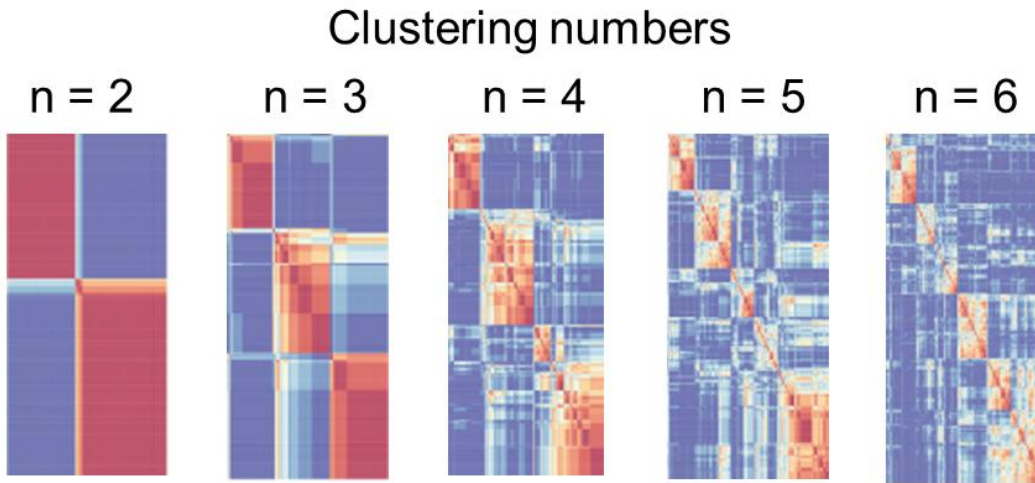 Clustering numbers
n = 2 n = 3 n = 4 n = 5 n = 6